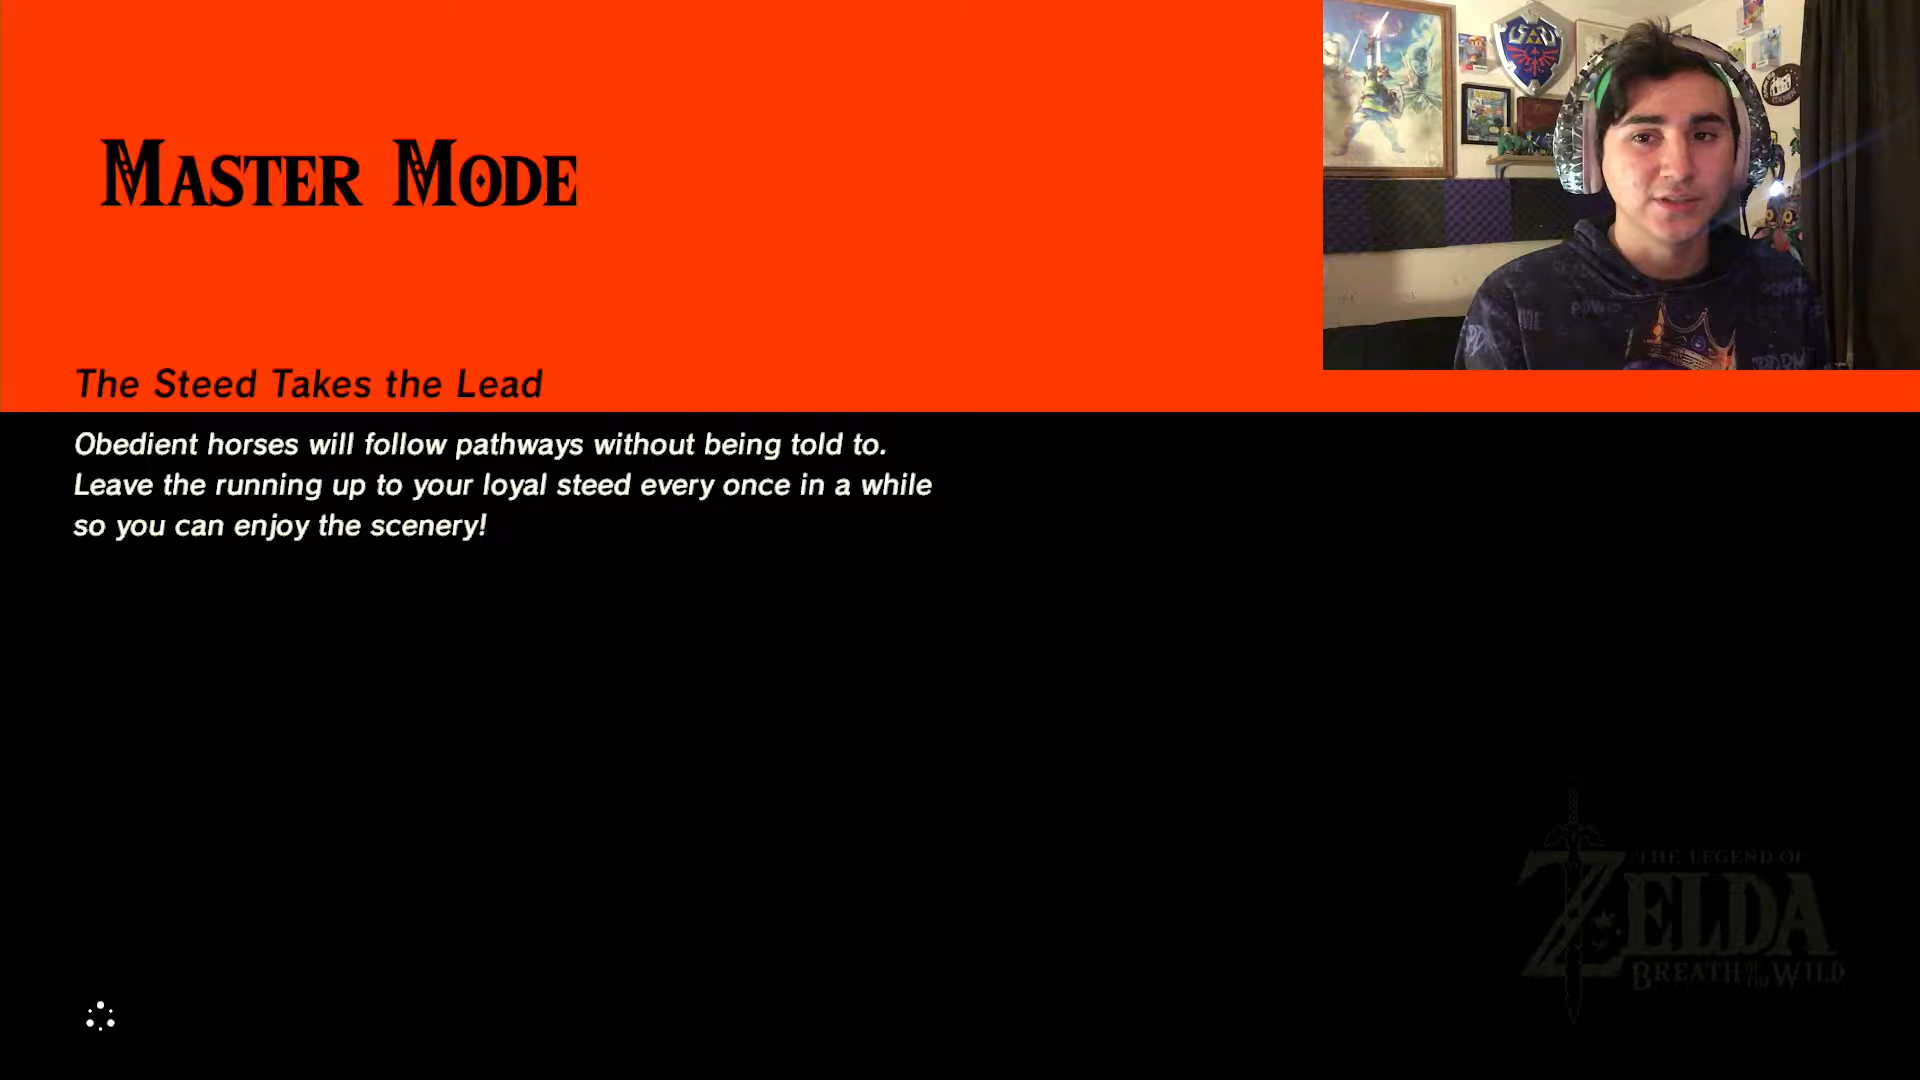 Master Mode
The Steed Takes the Lead
Obedient horses will follow pathways without being told to.
Leave the running up to your loyal steed every once in a while
so you can enjoy the scenery!
THE LEGEND OF
ZELDA
BREATH OF THE WILD